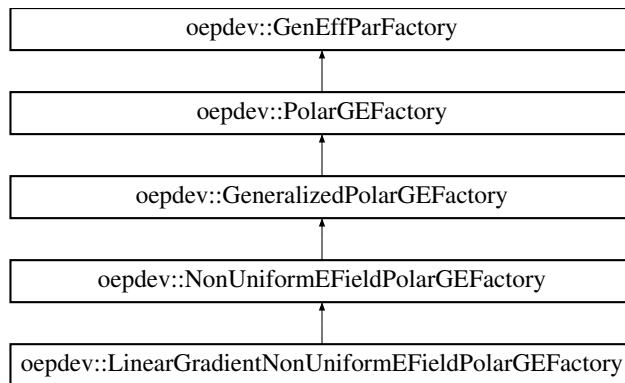 oepdev::GenEffParFactory
oepdev::PolarGEFactory
oepdev::GeneralizedPolarGEFactory
oepdev::NonUniformEFieldPolarGEFactory
oepdev::LinearGradientNonUniformEFieldPolarGEFactory